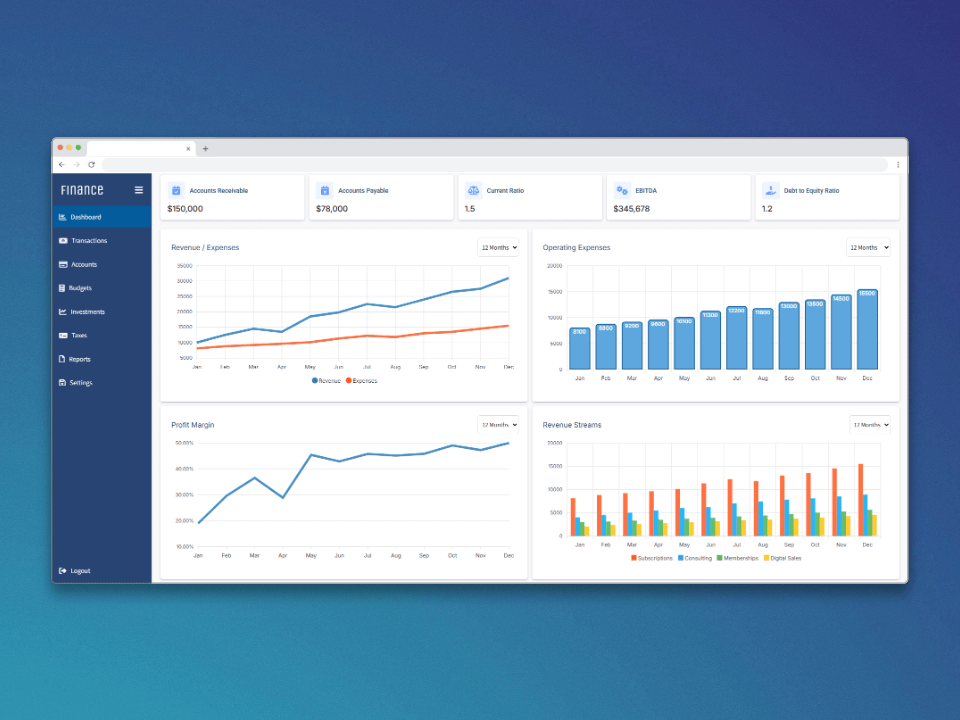 FINANCE
Dashboard
Transactions
Accounts
Budgets
Investments
Taxes
Reports
Settings
Logout
Accounts Receivable
$150,000
Accounts Payable
$78,000
Current Ratio
1.5
EBITDA
$345,678
Debt to Equity Ratio
1.2
Revenue / Expenses
12 Months
35000
30000
25000
20000
15000
10000
5000
Jan Feb Mar Apr May Jun Jul Aug Sep Oct Nov Dec
Revenue Expenses
Operating Expenses
12 Months
20000
15000
10000
5000
0
8100 8800 9200 9600 10100 11300 12200 11800 13000 13500 14500 15500
Jan Feb Mar Apr May Jun Jul Aug Sep Oct Nov Dec
Profit Margin
12 Months
50.00%
40.00%
30.00%
20.00%
10.00%
Jan Feb Mar Apr May Jun Jul Aug Sep Oct Nov Dec
Revenue Streams
12 Months
20000
15000
10000
5000
0
Jan Feb Mar Apr May Jun Jul Aug Sep Oct Nov Dec
Subscriptions Consulting Memberships Digital Sales